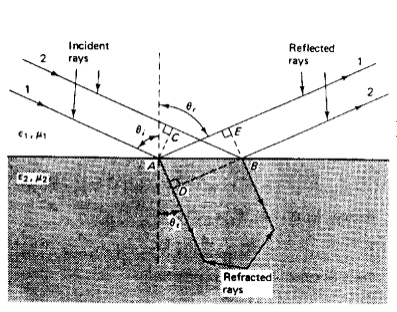 Incident
rays
Reflected
rays
2
1
1
2
θi
θr
C
E
ϵ1, μ1
A
B
ϵ2, μ2
D
θt
Refracted
rays